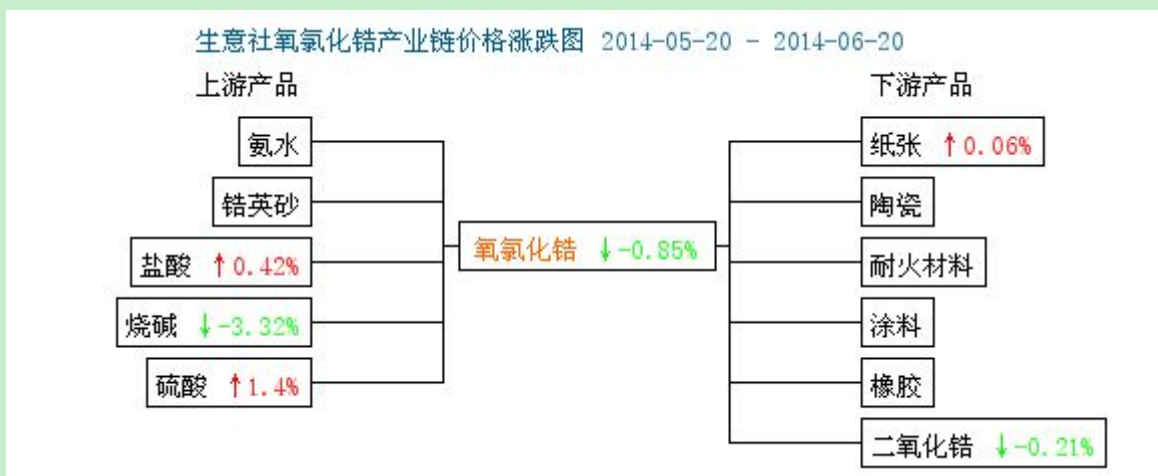 生意社氧氯化锆产业链价格涨跌图 2014-05-20 - 2014-06-20
上游产品
氨水
锆英砂
盐酸 ↑0.42%
烧碱 ↓-3.32%
硫酸 ↑1.4%
氧氯化锆 ↓-0.85%
下游产品
纸张 ↑0.06%
陶瓷
耐火材料
涂料
橡胶
二氧化锆 ↓-0.21%